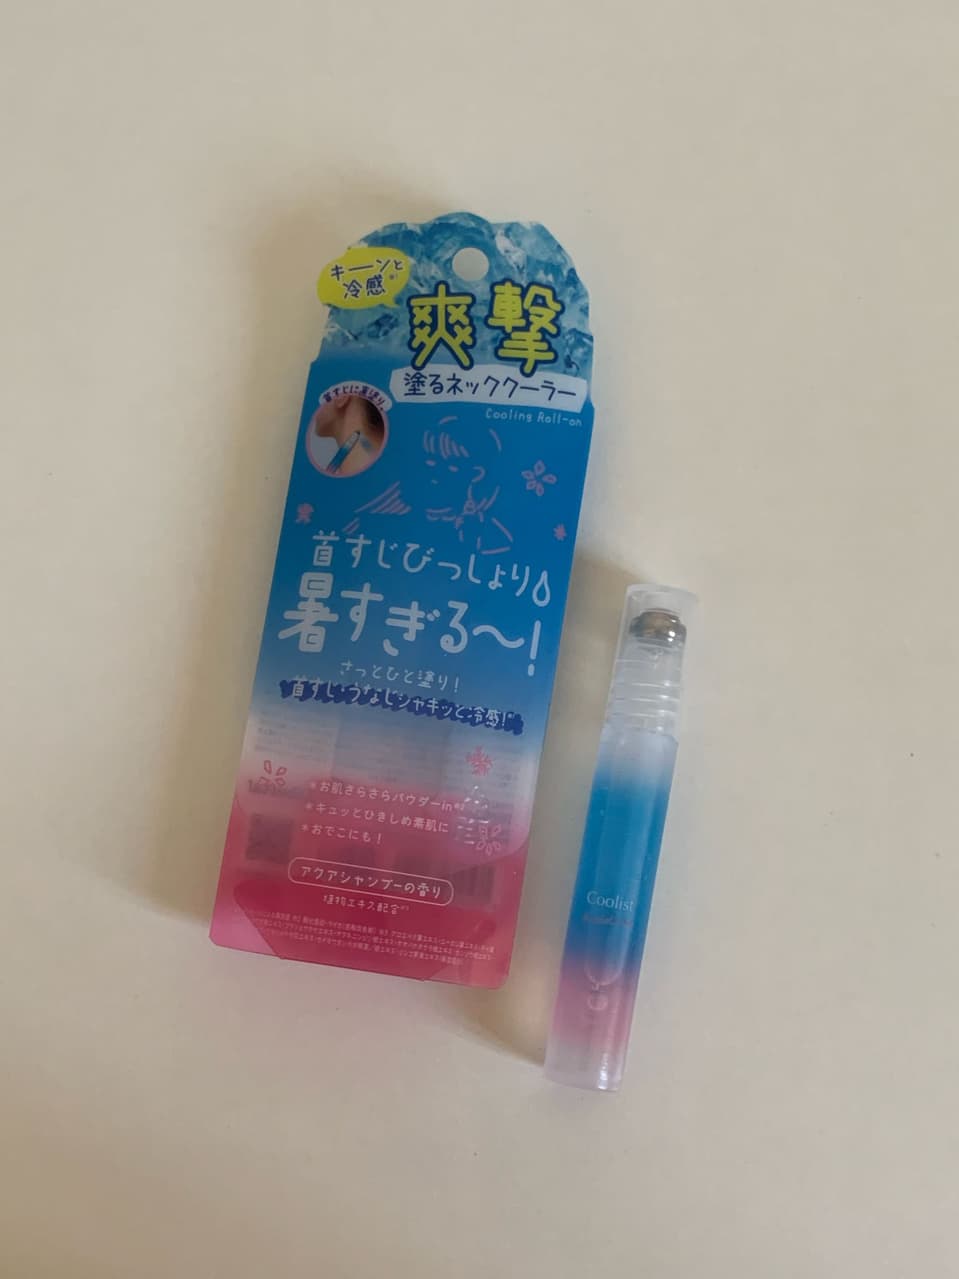 キーンと
冷感※1
爽撃
塗るネッククーラー
Cooling Roll-on
首すじに直塗り
首すじびっしょり
暑すぎる〜!
さっとひと塗り!
首すじ・うなじシャキッと冷感!※1
*お肌さらさらパウダーin※2
*キュッとひきしめ素肌に
*おでこにも!
アクアシャンプーの香り
植物エキス配合※3
Coolist